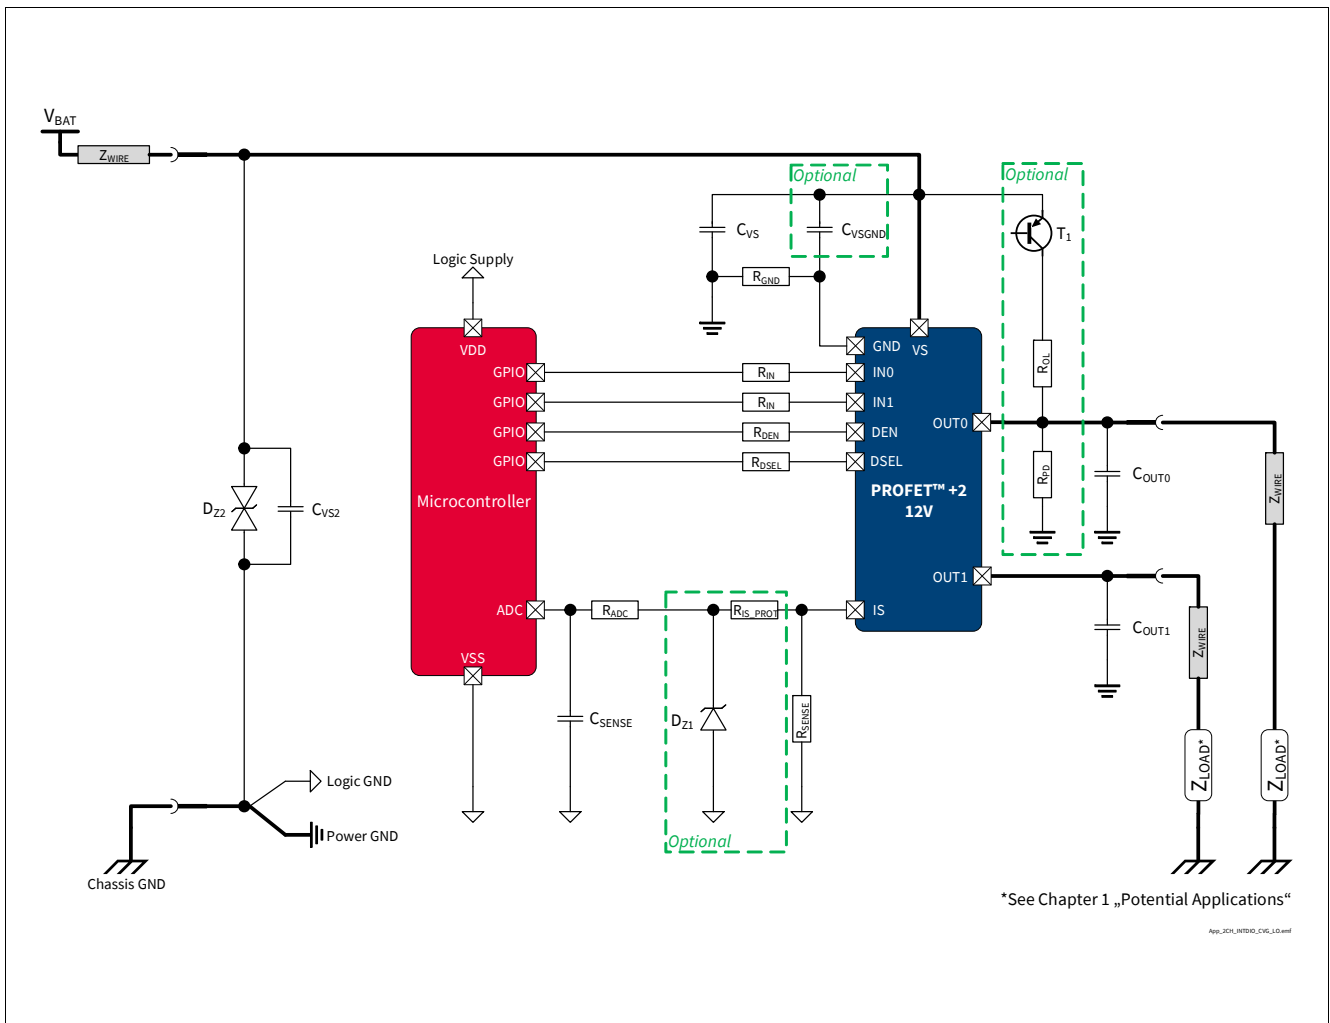 VBAT
ZWIRE
Optional
Optional
CVS
CVSGND
T1
Logic Supply
RGND
VDD
GND
VS
GPIO
RIN
IN0
ROL
GPIO
RIN
IN1
OUT0
GPIO
RDEN
DEN
GPIO
RDSEL
DSEL
RPD
COUT0
ZWIRE
Microcontroller
PROFET™ +2
12V
DZ2
CVS2
OUT1
ADC
RADC
RIS_PROT
IS
COUT1
ZWIRE
VSS
CSENSE
DZ1
RSENSE
ZLOAD*
ZLOAD*
Logic GND
Power GND
Optional
Chassis GND
*See Chapter 1 „Potential Applications“
App_2CH_INTDIO_CVG_LO.emf